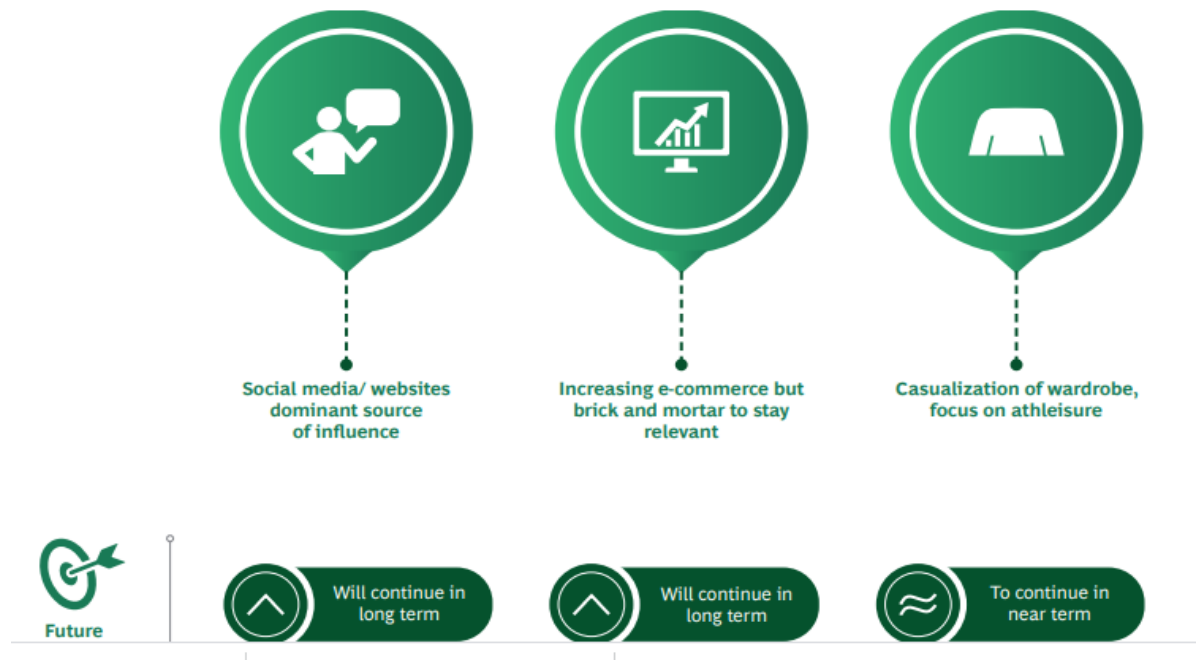 Social media/ websites
dominant source
of influence
Increasing e-commerce but
brick and mortar to stay
relevant
Casualization of wardrobe,
focus on athleisure
Future
Will continue in
long term
Will continue in
long term
To continue in
near term